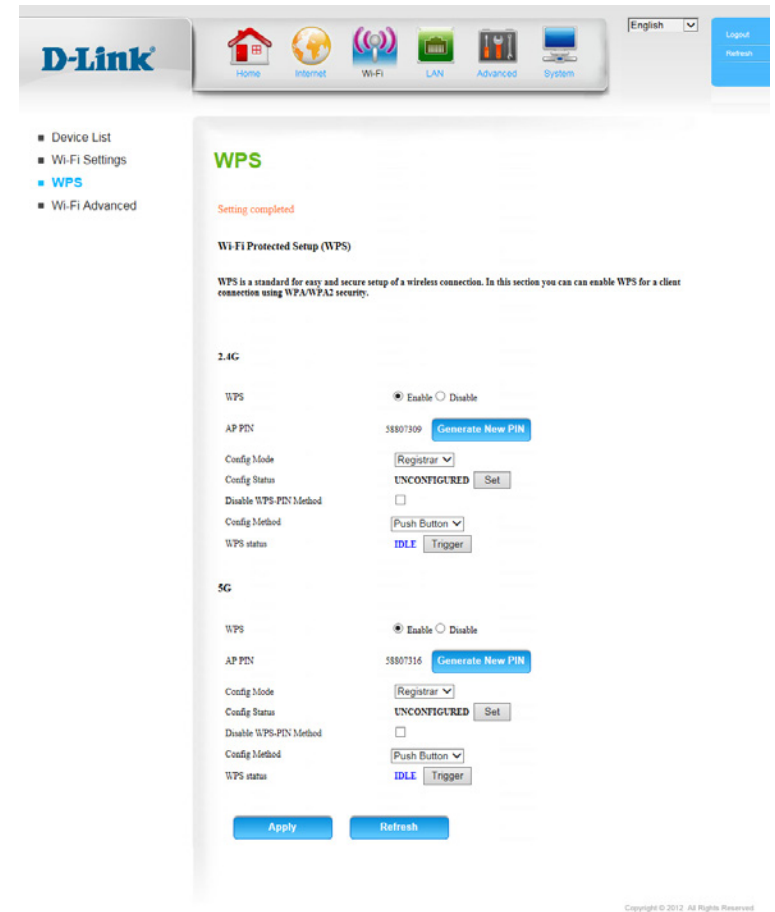 D-Link
Home Internet Wi-Fi LAN Advanced System
English
Logout
Refresh
Device List
Wi-Fi Settings
WPS
Wi-Fi Advanced
WPS
Setting completed
Wi-Fi Protected Setup (WPS)
WPS is a standard for easy and secure setup of a wireless connection. In this section you can can enable WPS for a client
connection using WPA/WPA2 security.
2.4G
WPS Enable Disable
AP PIN 58807309 Generate New PIN
Config Mode Registrar
Config Status UNCONFIGURED Set
Disable WPS-PIN Method
Config Method Push Button
WPS status IDLE Trigger
5G
WPS Enable Disable
AP PIN 58807316 Generate New PIN
Config Mode Registrar
Config Status UNCONFIGURED Set
Disable WPS-PIN Method
Config Method Push Button
WPS status IDLE Trigger
Apply Refresh
Copyright © 2012 All Rights Reserved